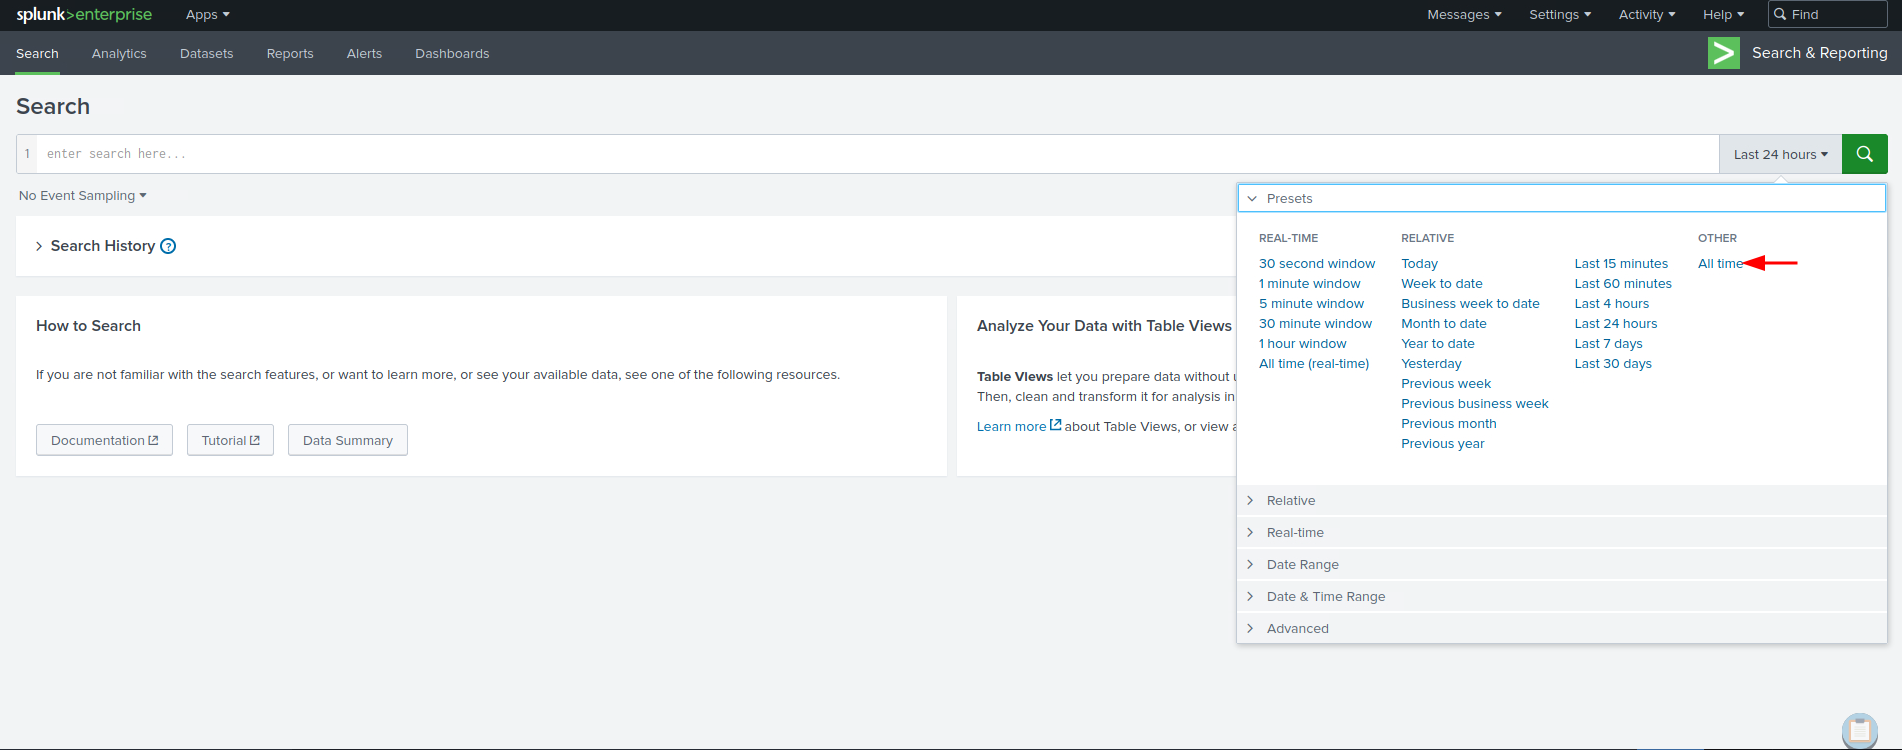 splunk>enterprise Apps Messages Settings Activity Help Find
Search Analytics Datasets Reports Alerts Dashboards Search & Reporting
Search
1 enter search here... Last 24 hours
No Event Sampling
Search History ?
How to Search
If you are not familiar with the search features, or want to learn more, or see your available data, see one of the following resources.
Documentation Tutorial Data Summary
Analyze Your Data with Table Views
Table Views let you prepare data without
Then, clean and transform it for analysis in
Learn more about Table Views, or view a
Presets
REAL-TIME
30 second window
1 minute window
5 minute window
30 minute window
1 hour window
All time (real-time)
RELATIVE
Today
Week to date
Business week to date
Month to date
Year to date
Yesterday
Previous week
Previous business week
Previous month
Previous year
Last 15 minutes
Last 60 minutes
Last 4 hours
Last 24 hours
Last 7 days
Last 30 days
OTHER
All time
Relative
Real-time
Date Range
Date & Time Range
Advanced